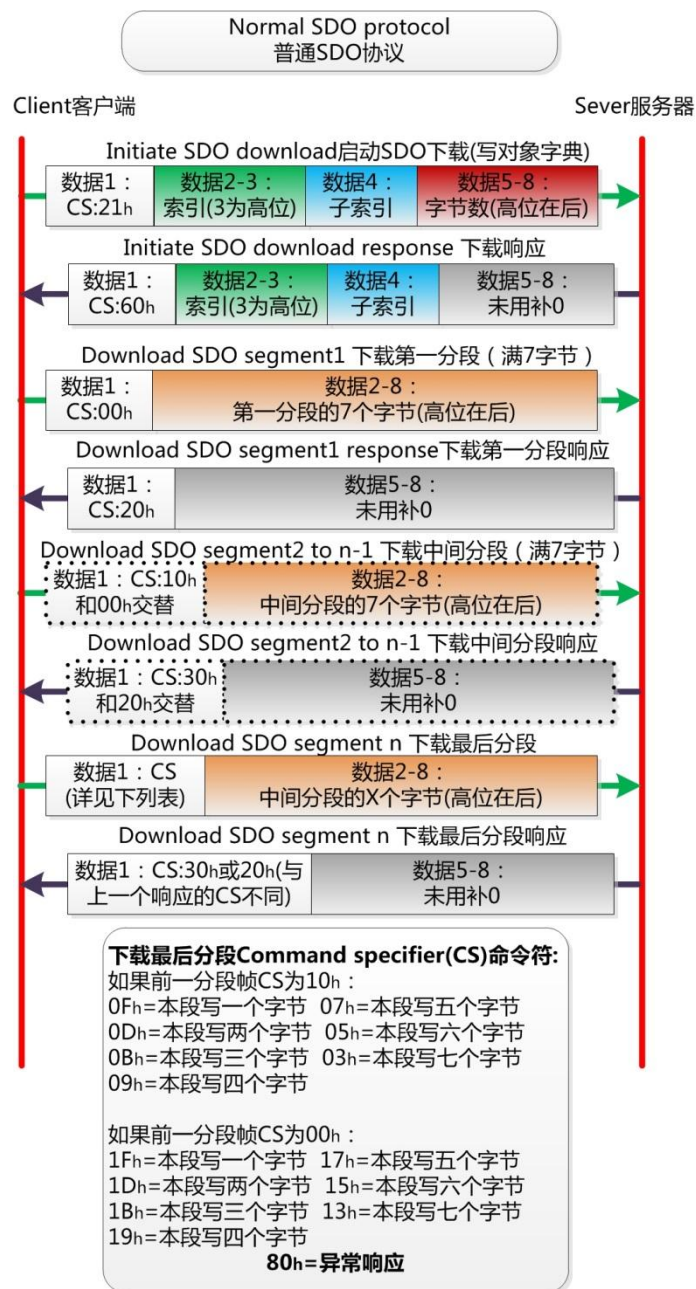 Normal SDO protocol
普通SDO协议
Client客户端
Sever服务器
Initiate SDO download启动SDO下载(写对象字典)
数据1：
CS:21h
数据2-3：
索引(3为高位)
数据4：
子索引
数据5-8：
字节数(高位在后)
Initiate SDO download response 下载响应
数据1：
CS:60h
数据2-3：
索引(3为高位)
数据4：
子索引
数据5-8：
未用补0
Download SDO segment1 下载第一分段（满7字节）
数据1：
CS:00h
数据2-8：
第一分段的7个字节(高位在后)
Download SDO segment1 response下载第一分段响应
数据1：
CS:20h
数据5-8：
未用补0
Download SDO segment2 to n-1 下载中间分段（满7字节）
数据1：CS:10h
和00h交替
数据2-8：
中间分段的7个字节(高位在后)
Download SDO segment2 to n-1 下载中间分段响应
数据1：CS:30h
和20h交替
数据5-8：
未用补0
Download SDO segment n 下载最后分段
数据1：CS
(详见下列表)
数据2-8：
中间分段的X个字节(高位在后)
Download SDO segment n 下载最后分段响应
数据1：CS:30h或20h(与
上一个响应的CS不同)
数据5-8：
未用补0
下载最后分段Command specifier(CS)命令符:
如果前一分段帧CS为10h：
0Fh=本段写一个字节 07h=本段写五个字节
0Dh=本段写两个字节 05h=本段写六个字节
0Bh=本段写三个字节 03h=本段写七个字节
09h=本段写四个字节
如果前一分段帧CS为00h：
1Fh=本段写一个字节 17h=本段写五个字节
1Dh=本段写两个字节 15h=本段写六个字节
1Bh=本段写三个字节 13h=本段写七个字节
19h=本段写四个字节
80h=异常响应